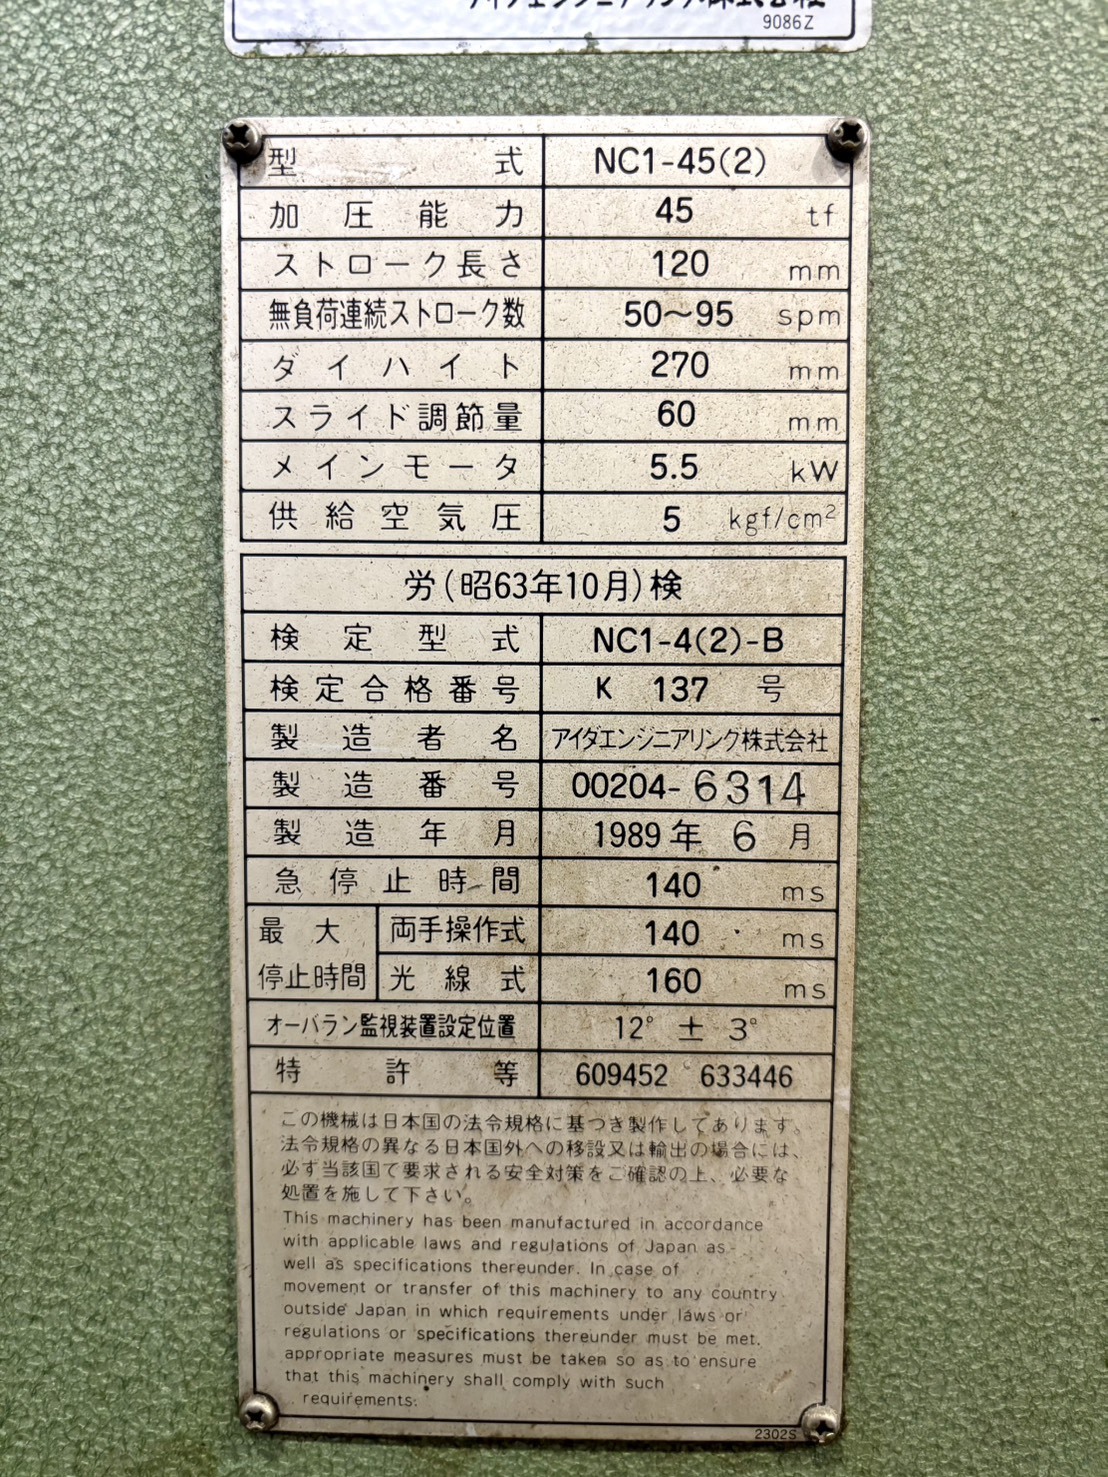 アイダエンジニアリング株式会社
9086Z
型式 NC1-45(2)
加圧能力 45 tf
ストローク長さ 120 mm
無負荷連続ストローク数 50〜95 spm
ダイハイト 270 mm
スライド調節量 60 mm
メインモータ 5.5 kW
供給空気圧 5 kgf/cm²
労(昭63年10月)検
検定型式 NC1-4(2)-B
検定合格番号 K 137 号
製造者名 アイダエンジニアリング株式会社
製造番号 00204-6314
製造年月 1989年 6 月
急停止時間 140 ms
最大停止時間 両手操作式 140 ms
光線式 160 ms
オーバラン監視装置設定位置 12° ± 3°
特許等 609452 633446
この機械は日本国の法令規格に基つき製作してあります。
法令規格の異なる日本国外への移設又は輸出の場合には、
必ず当該国で要求される安全対策をご確認の上、必要な
処置を施して下さい。
This machinery has been manufactured in accordance
with applicable laws and regulations of Japan as
well as specifications thereunder. In case of
movement or transfer of this machinery to any country
outside Japan in which requirements under laws or
regulations or specifications thereunder must be met.
appropriate measures must be taken so as to ensure
that this machinery shall comply with such
requirements.
2302S